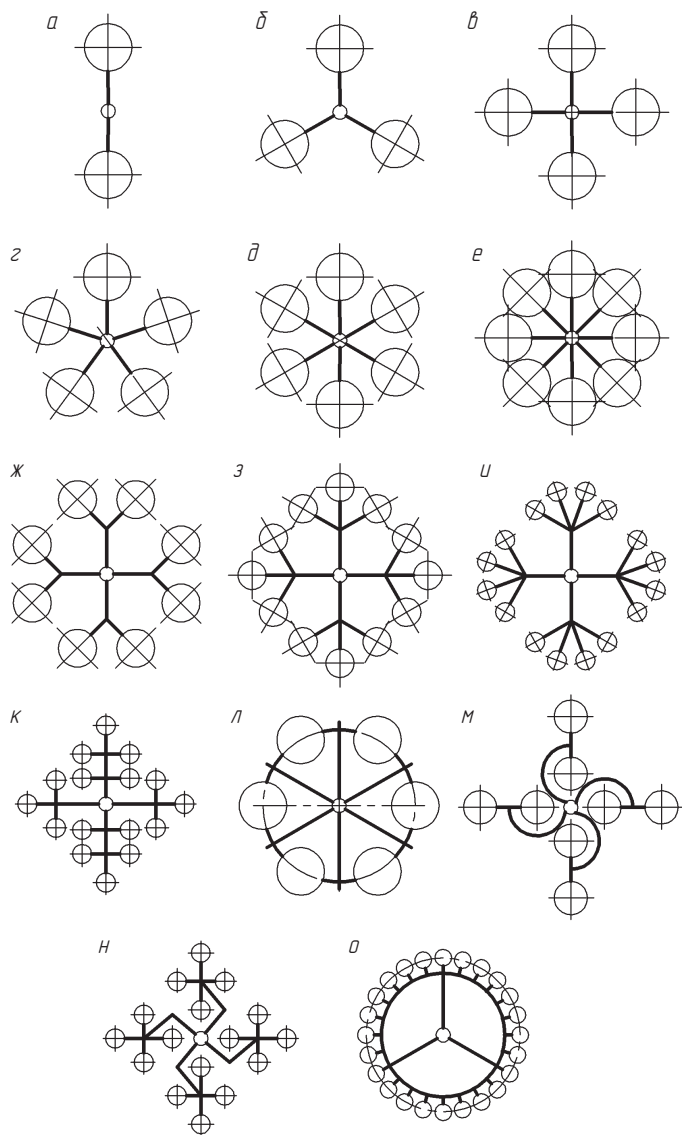 а б в
г д е
ж з и
к л м
н о